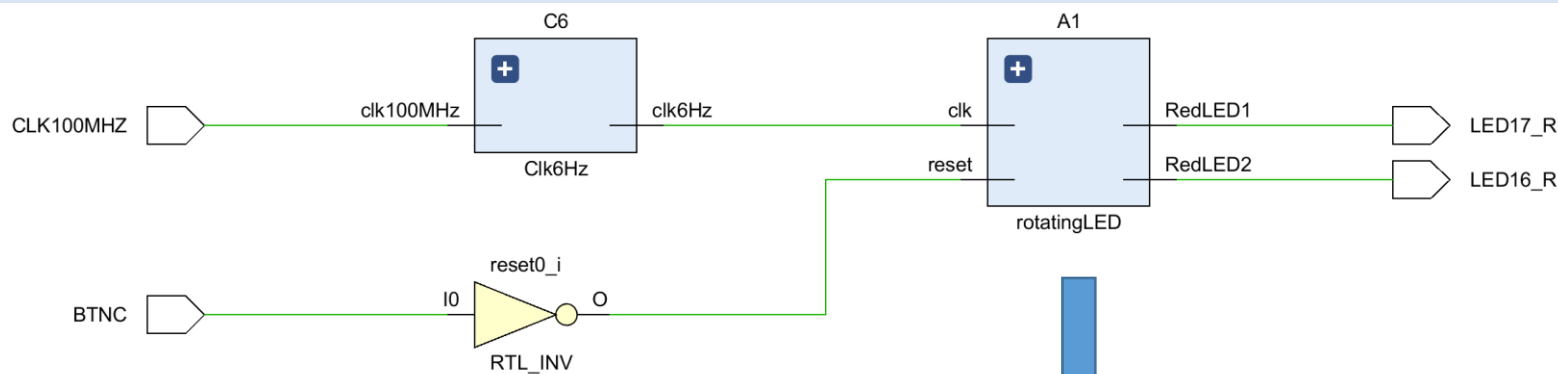 C6
A1
CLK100MHZ
clk100MHz
clk6Hz
clk
RedLED1
LED17_R
Clk6Hz
reset
RedLED2
LED16_R
rotatingLED
reset0_i
BTNC
I0
O
RTL_INV